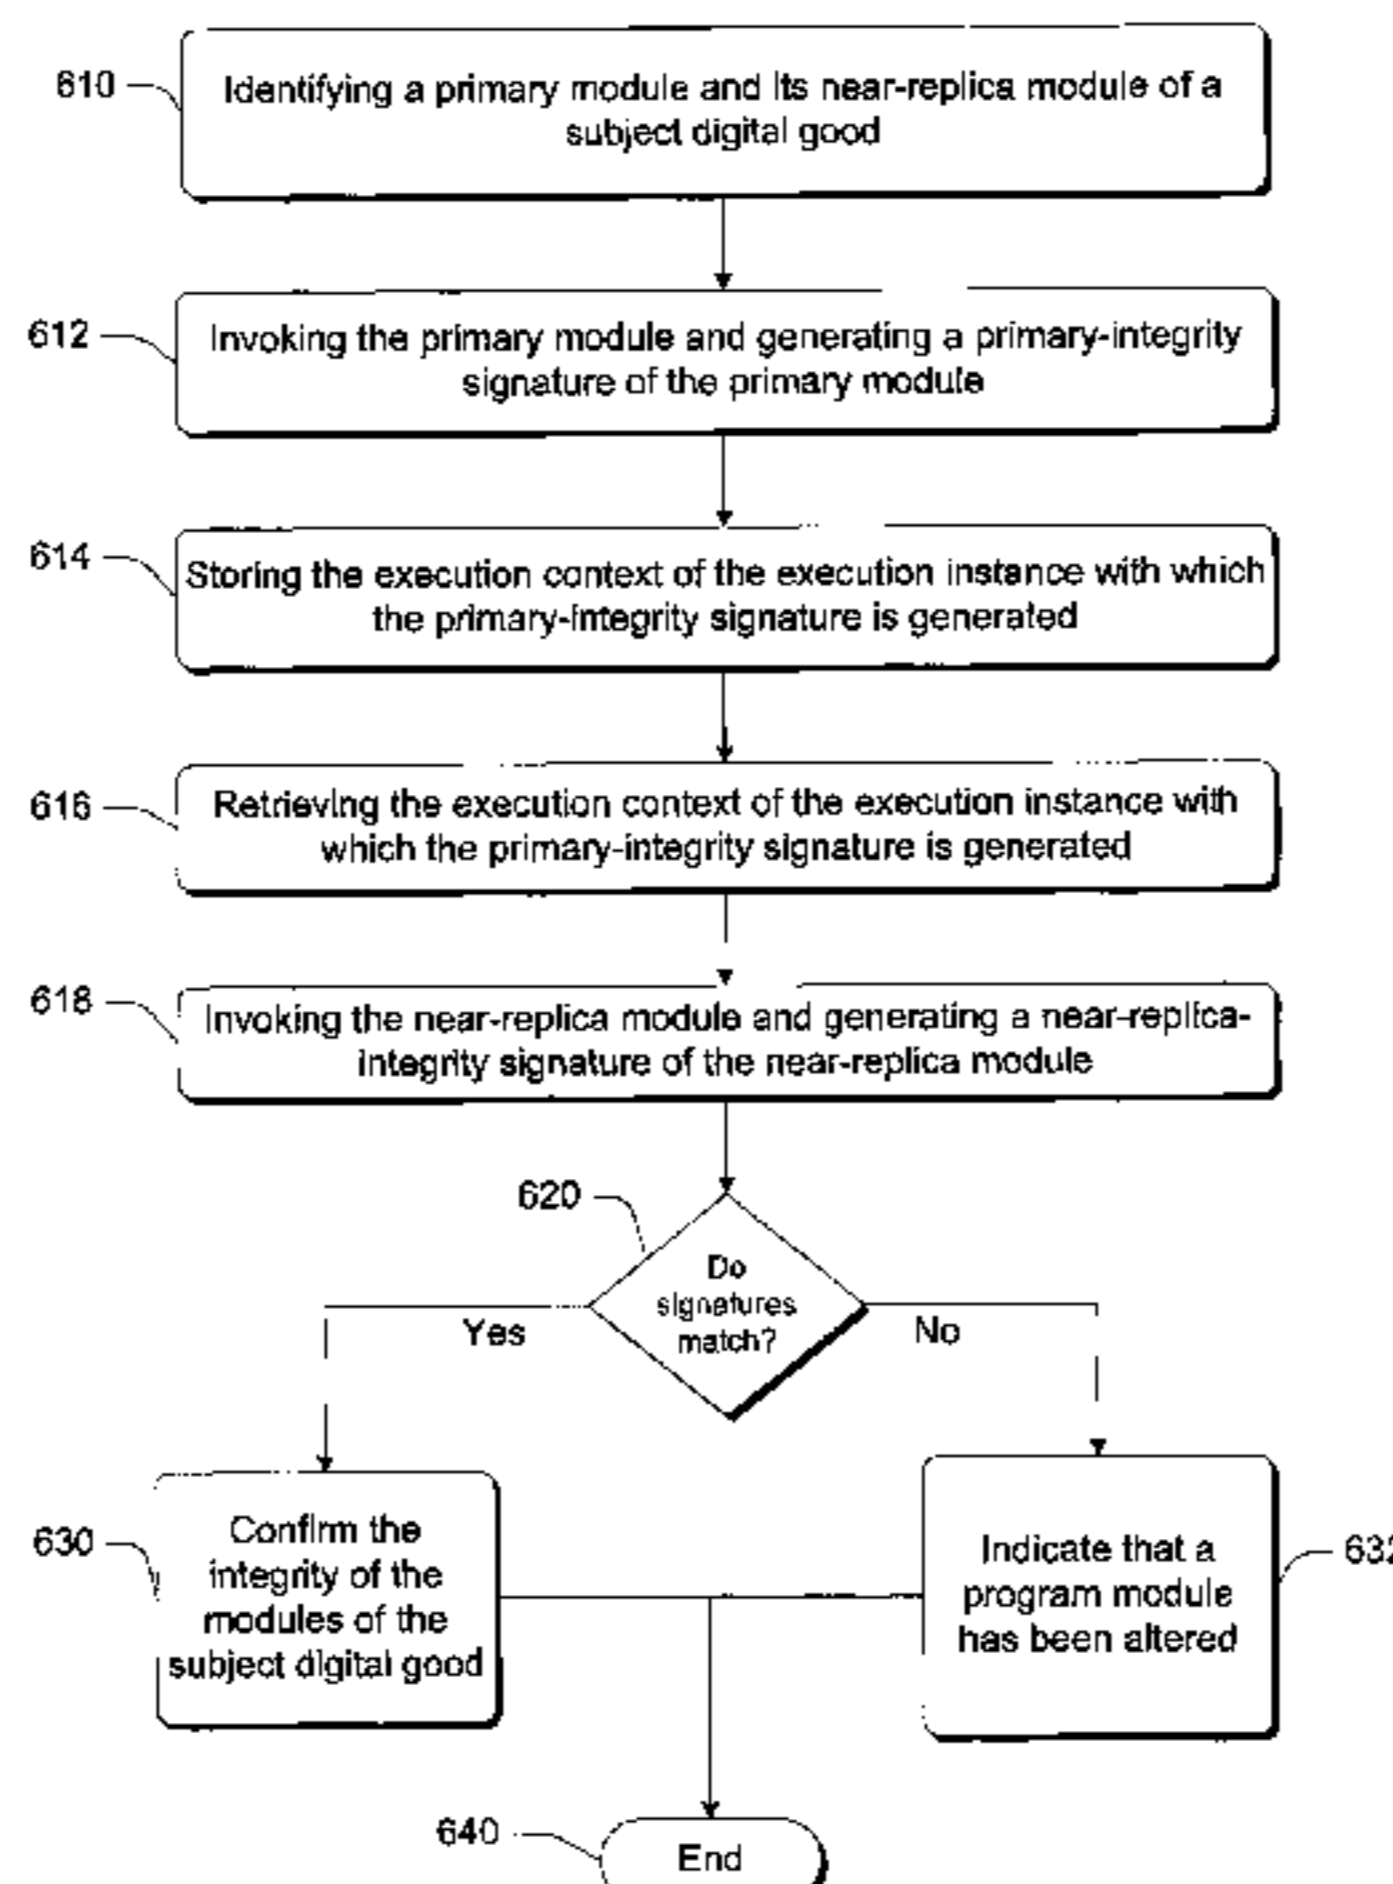 610
Identifying a primary module and its near-replica module of a
subject digital good
612
Invoking the primary module and generating a primary-integrity
signature of the primary module
614
Storing the execution context of the execution instance with which
the primary-integrity signature is generated
616
Retrieving the execution context of the execution instance with
which the primary-integrity signature is generated
618
Invoking the near-replica module and generating a near-replica-
integrity signature of the near-replica module
620
Do
signatures
match?
Yes
No
630
Confirm the
integrity of the
modules of the
subject digital good
Indicate that a
program module
has been altered
632
640
End